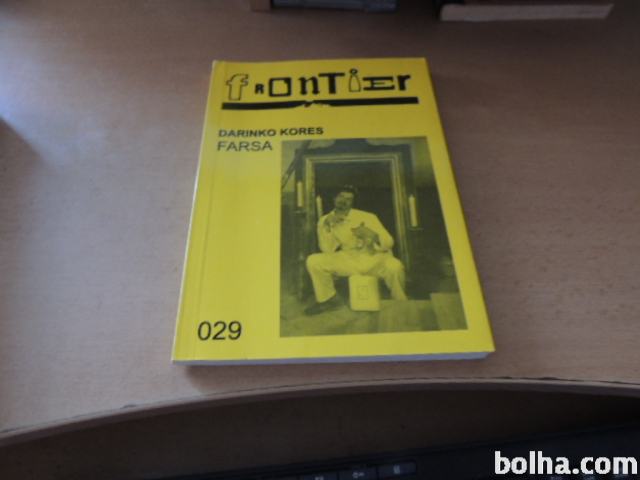 fRONTiEr
DARINKO KORES
FARSA
029
bolha.com